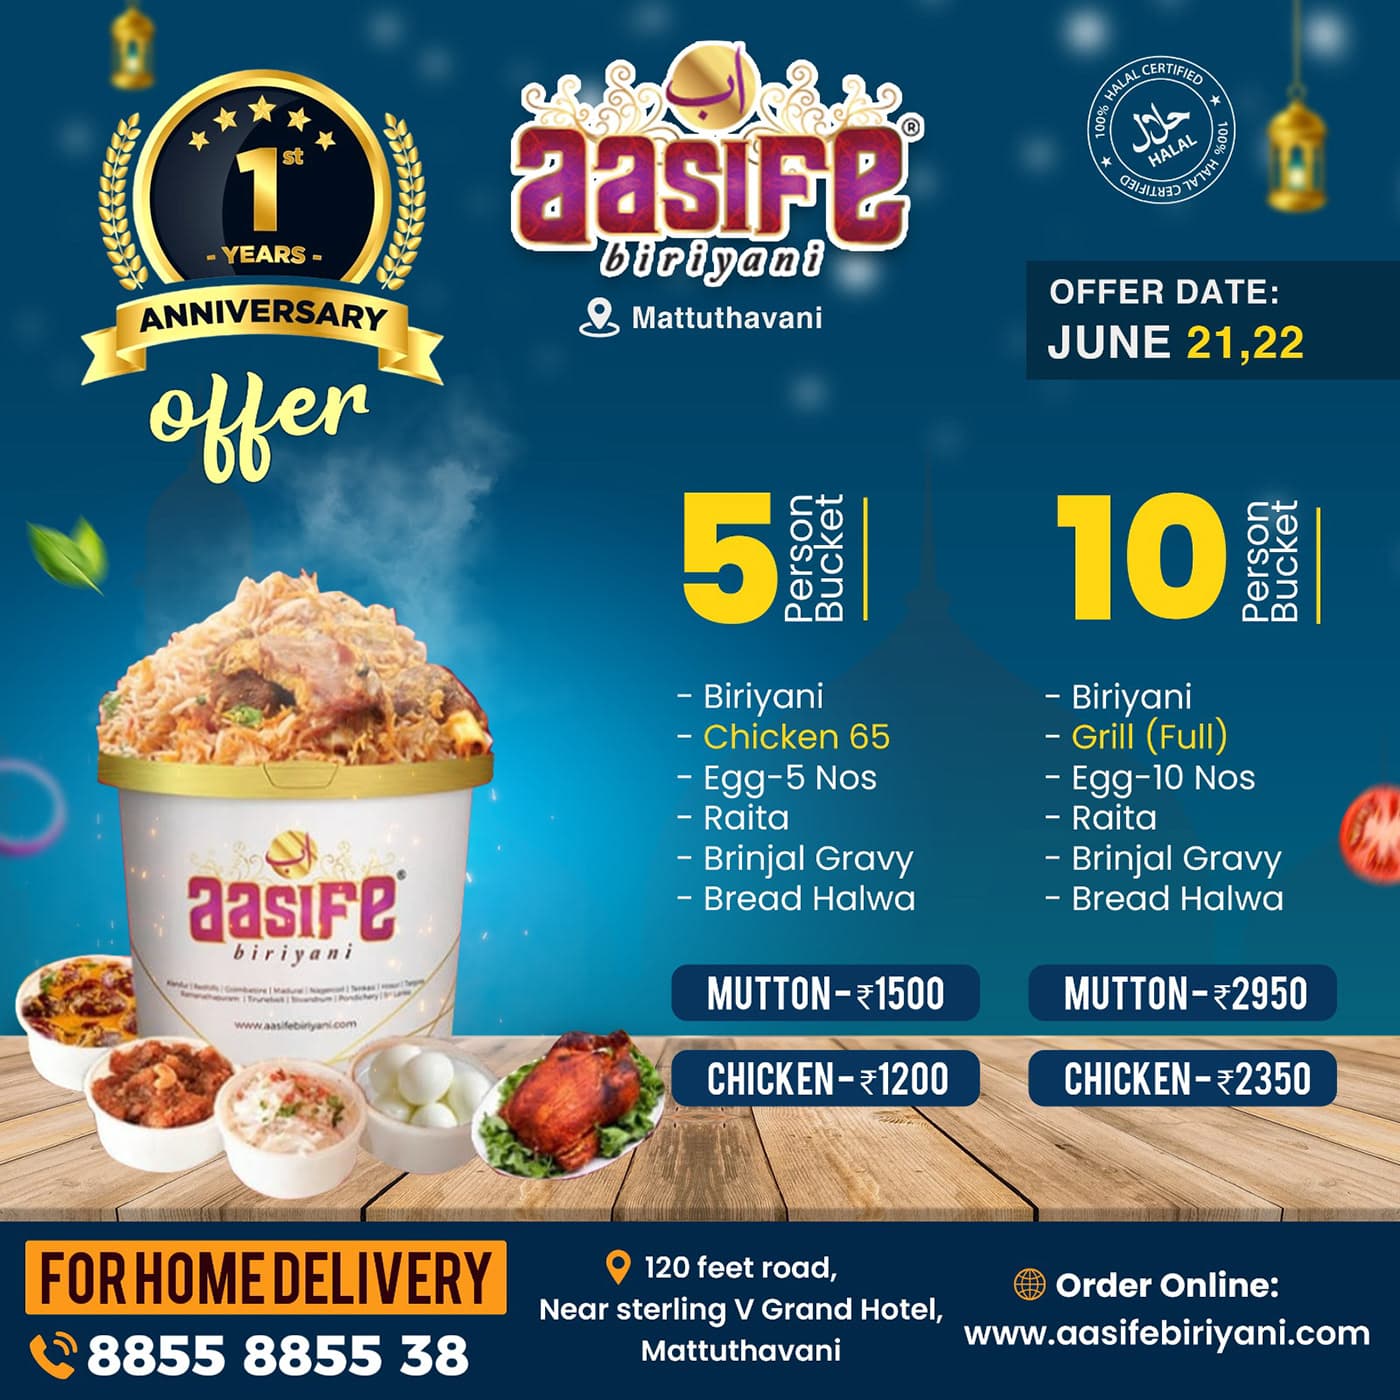 1st
- YEARS -
ANNIVERSARY
offer
اب
aasife®
biriyani
Mattuthavani
100% HALAL CERTIFIED
حلال
HALAL
100% HALAL CERTIFIED
OFFER DATE:
JUNE 21,22
5
Person
Bucket
- Biriyani
- Chicken 65
- Egg-5 Nos
- Raita
- Brinjal Gravy
- Bread Halwa
MUTTON-₹1500
CHICKEN-₹1200
10
Person
Bucket
- Biriyani
- Grill (Full)
- Egg-10 Nos
- Raita
- Brinjal Gravy
- Bread Halwa
MUTTON-₹2950
CHICKEN-₹2350
اب
aasife®
biriyani
www.aasifebiriyani.com
FOR HOME DELIVERY
8855 8855 38
120 feet road,
Near sterling V Grand Hotel,
Mattuthavani
Order Online:
www.aasifebiriyani.com